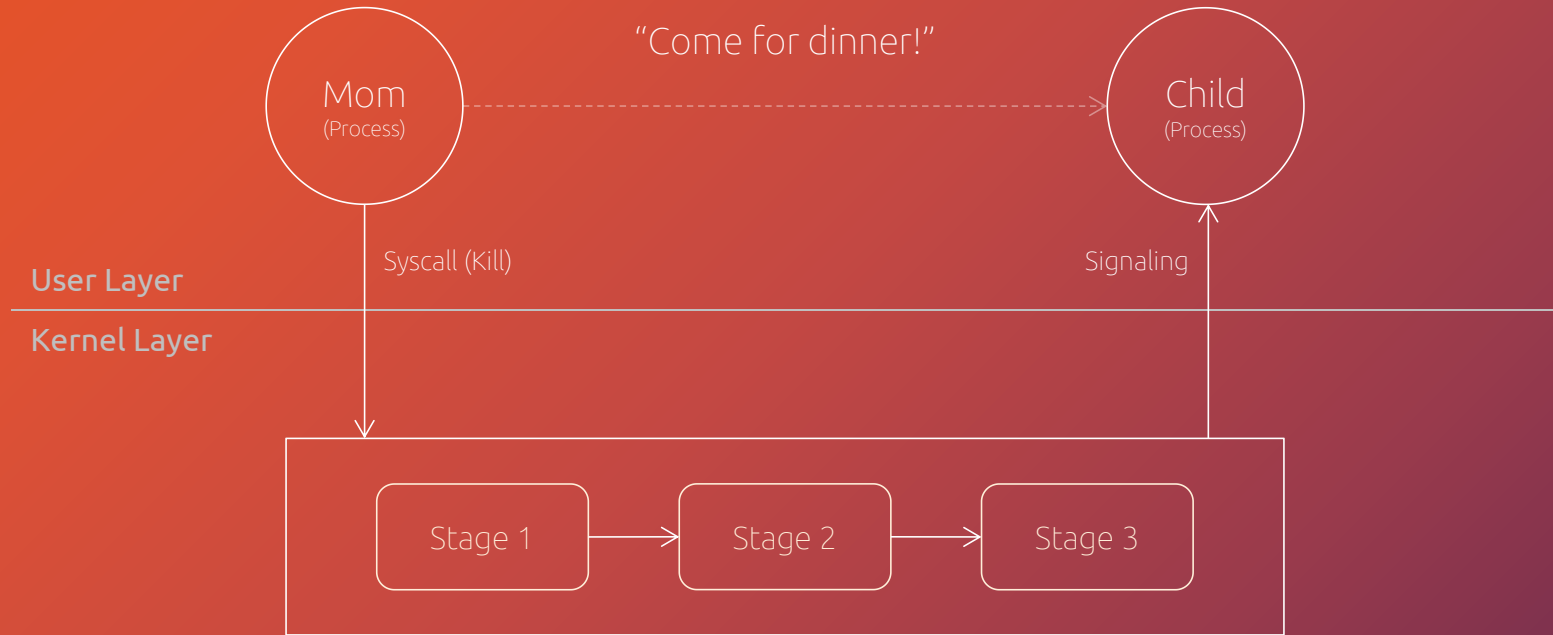 “Come for dinner!”
Mom
(Process)
Child
(Process)
Syscall (Kill)
Signaling
User Layer
Kernel Layer
Stage 1
Stage 2
Stage 3